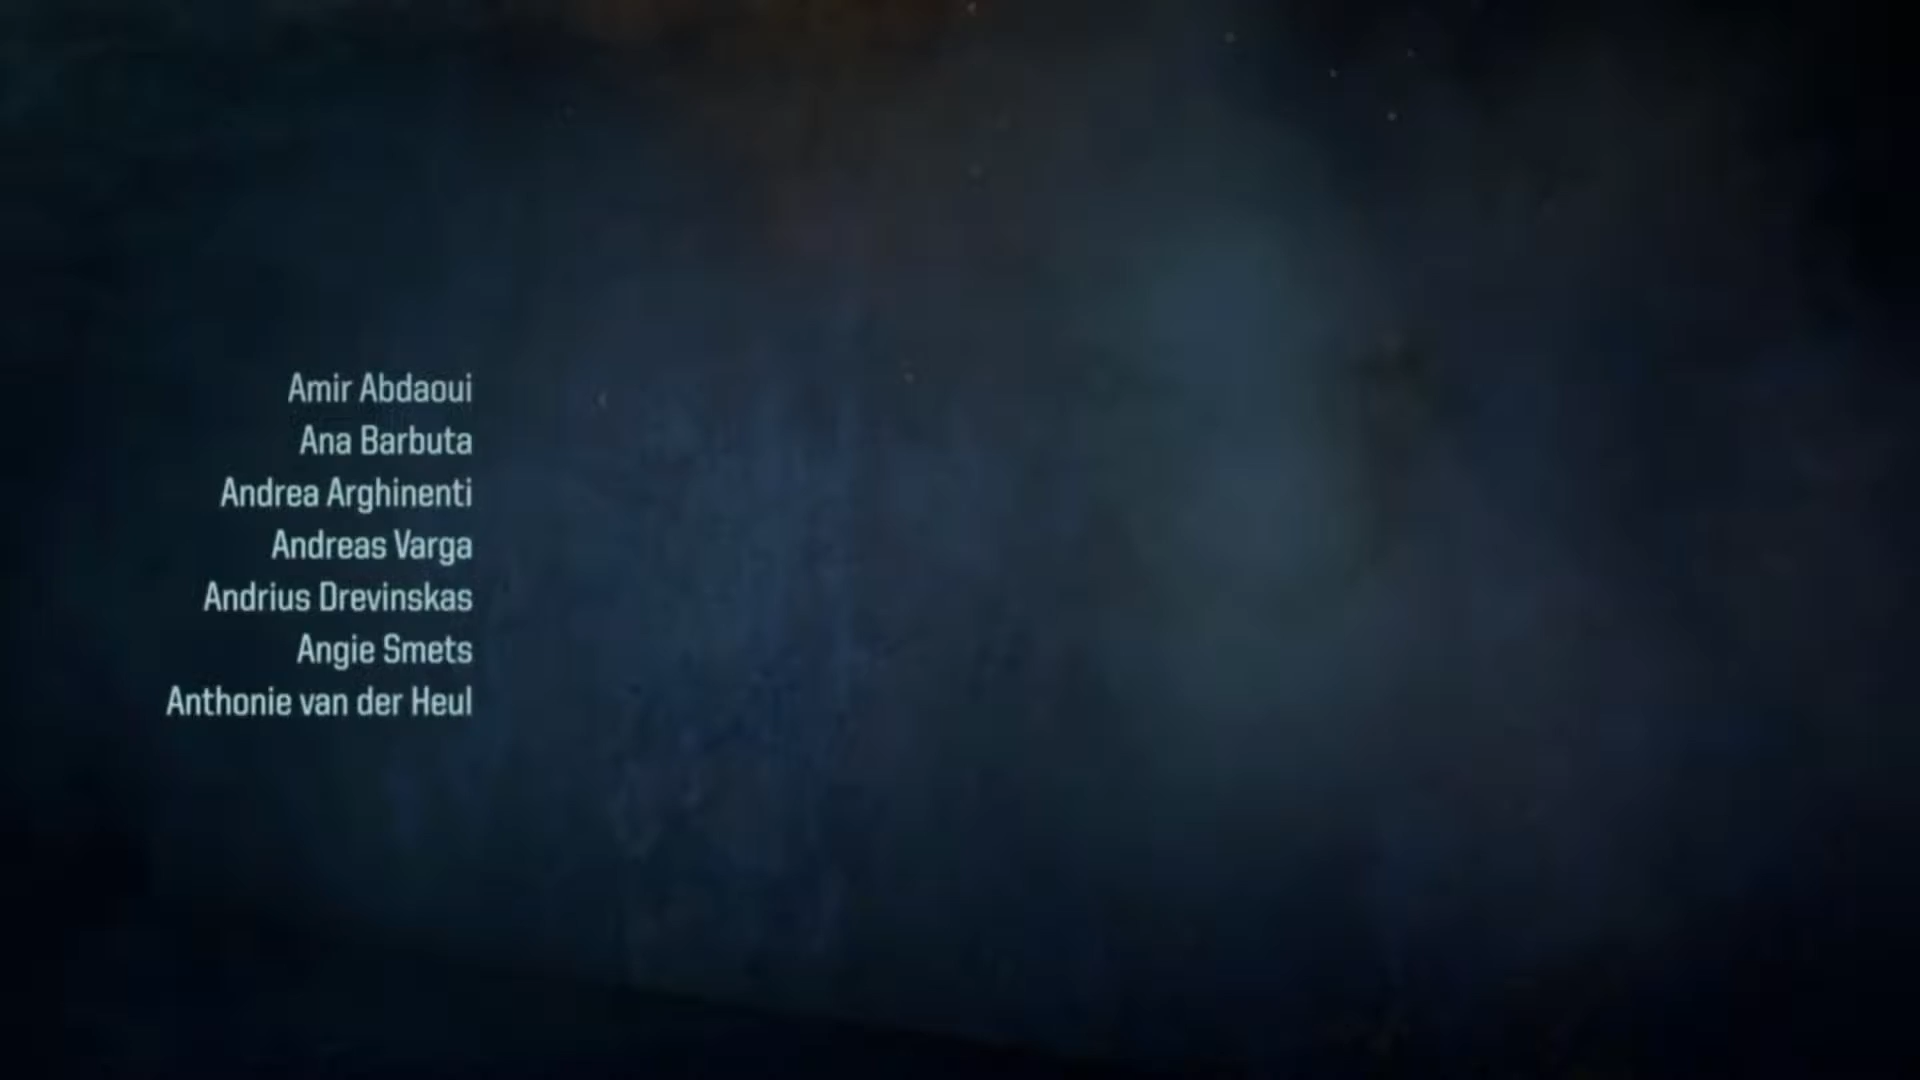 Amir Abdaoui
Ana Barbuta
Andrea Arghinenti
Andreas Varga
Andrius Drevinskas
Angie Smets
Anthonie van der Heul